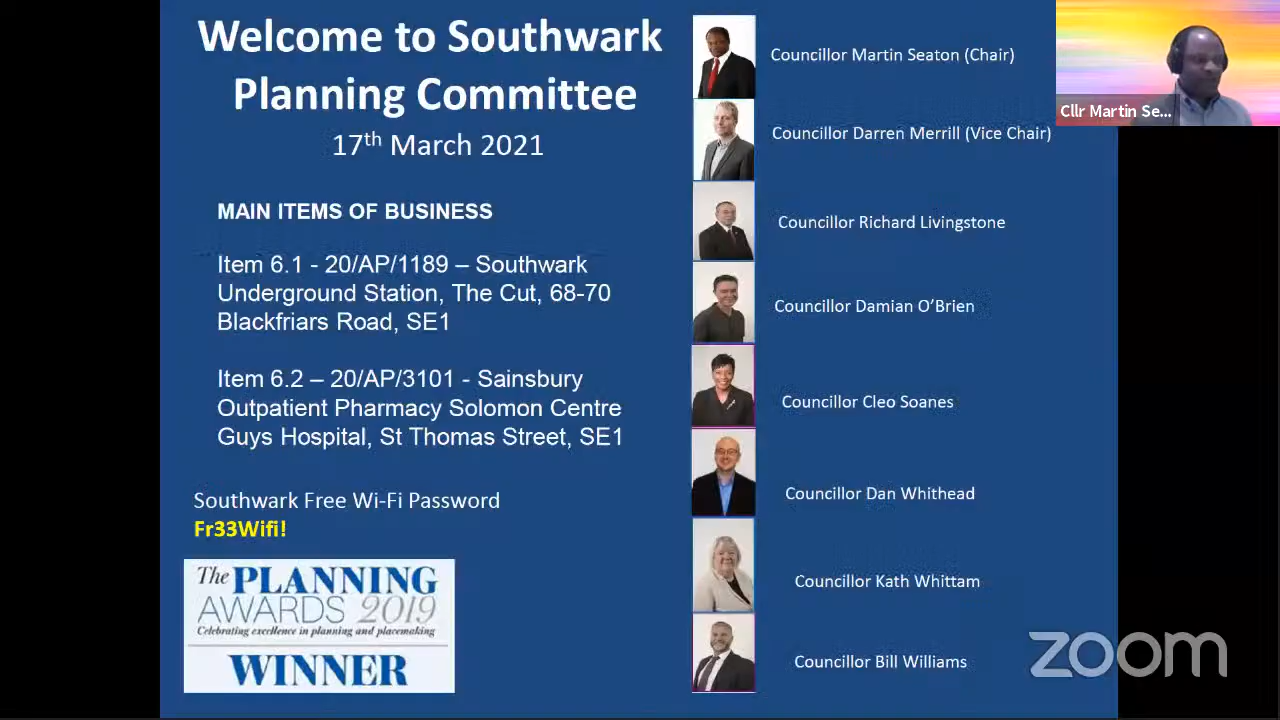 Welcome to Southwark
Planning Committee
17th March 2021
MAIN ITEMS OF BUSINESS
Item 6.1 - 20/AP/1189 – Southwark
Underground Station, The Cut, 68-70
Blackfriars Road, SE1
Item 6.2 – 20/AP/3101 - Sainsbury
Outpatient Pharmacy Solomon Centre
Guys Hospital, St Thomas Street, SE1
Southwark Free Wi-Fi Password
Fr33Wifi!
The PLANNING
AWARDS 2019
Celebrating excellence in planning and placemaking
WINNER
Councillor Martin Seaton (Chair)
Councillor Darren Merrill (Vice Chair)
Councillor Richard Livingstone
Councillor Damian O’Brien
Councillor Cleo Soanes
Councillor Dan Whithead
Councillor Kath Whittam
Councillor Bill Williams
Cllr Martin Se...
zoom